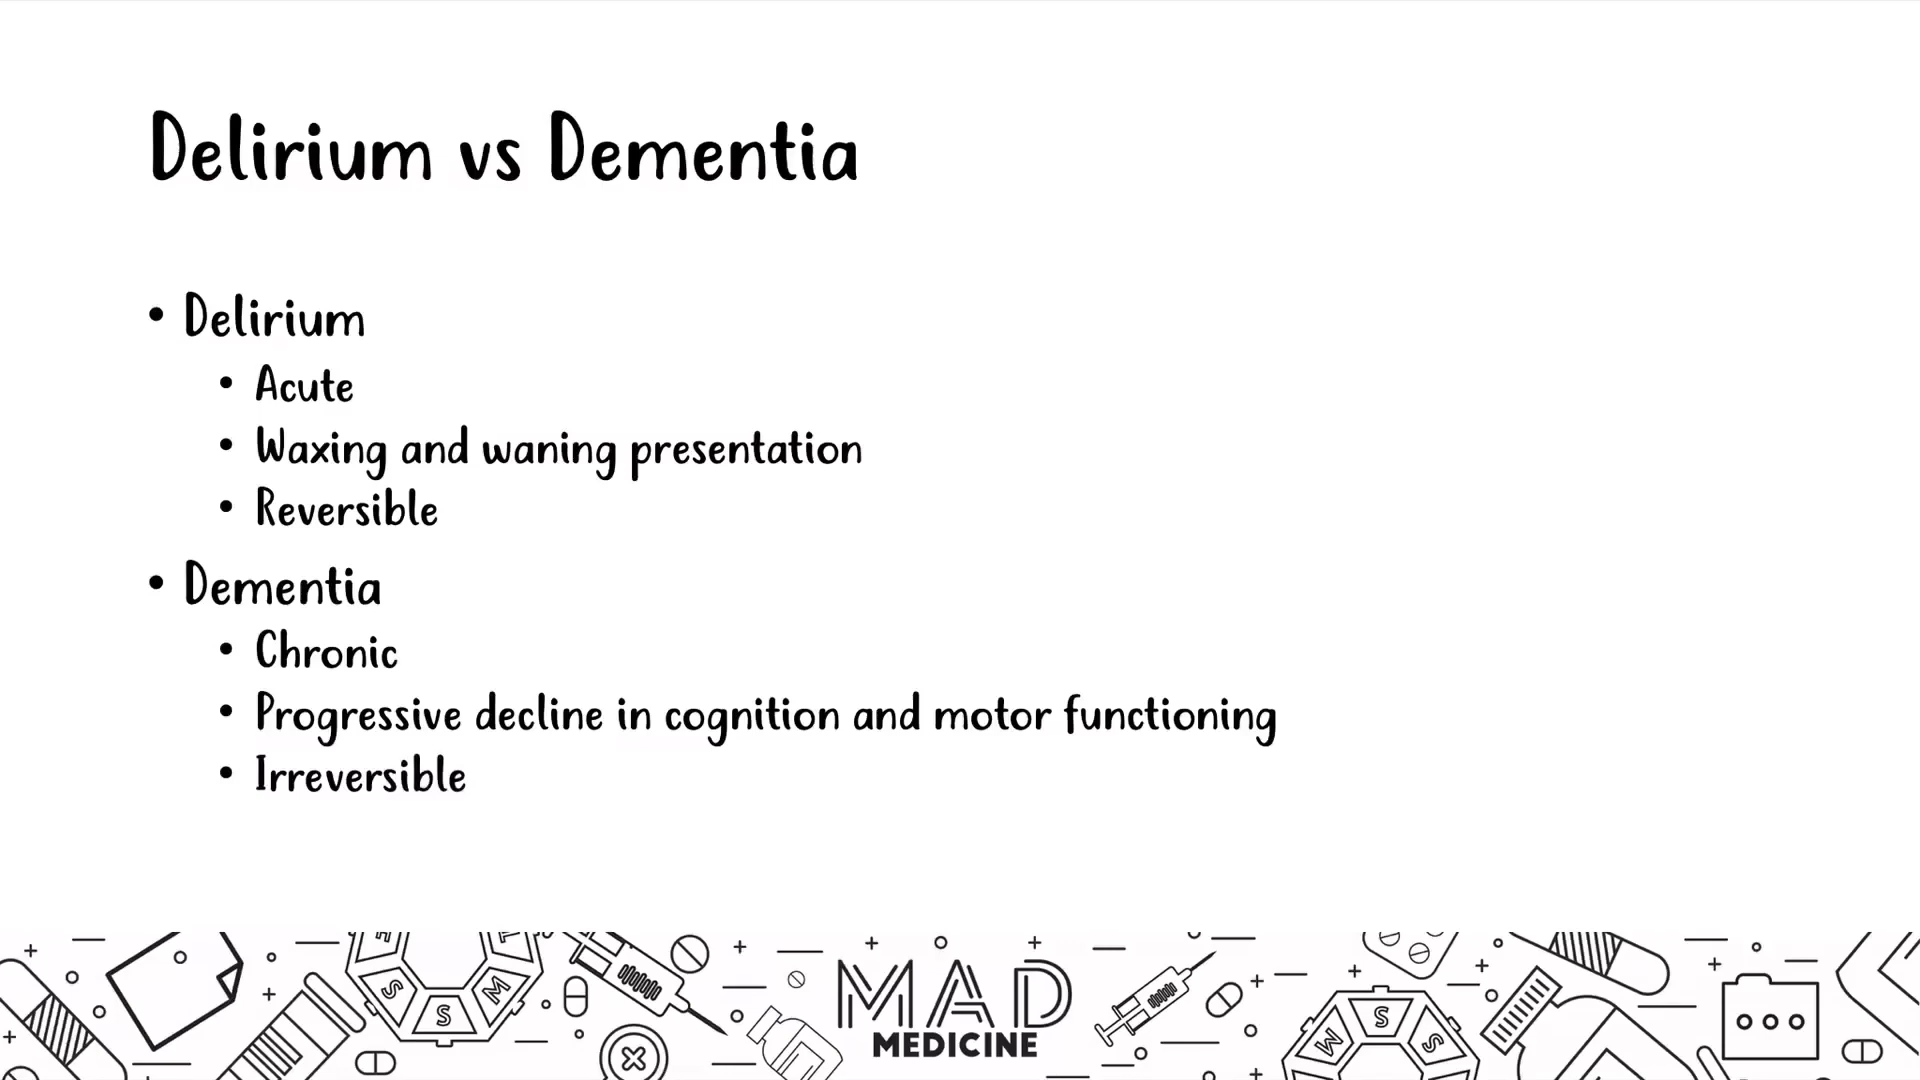 Delirium vs Dementia
• Delirium
• Acute
• Waxing and waning presentation
• Reversible
• Dementia
• Chronic
• Progressive decline in cognition and motor functioning
• Irreversible
S
S
M
MAD
MEDICINE
M
S
S